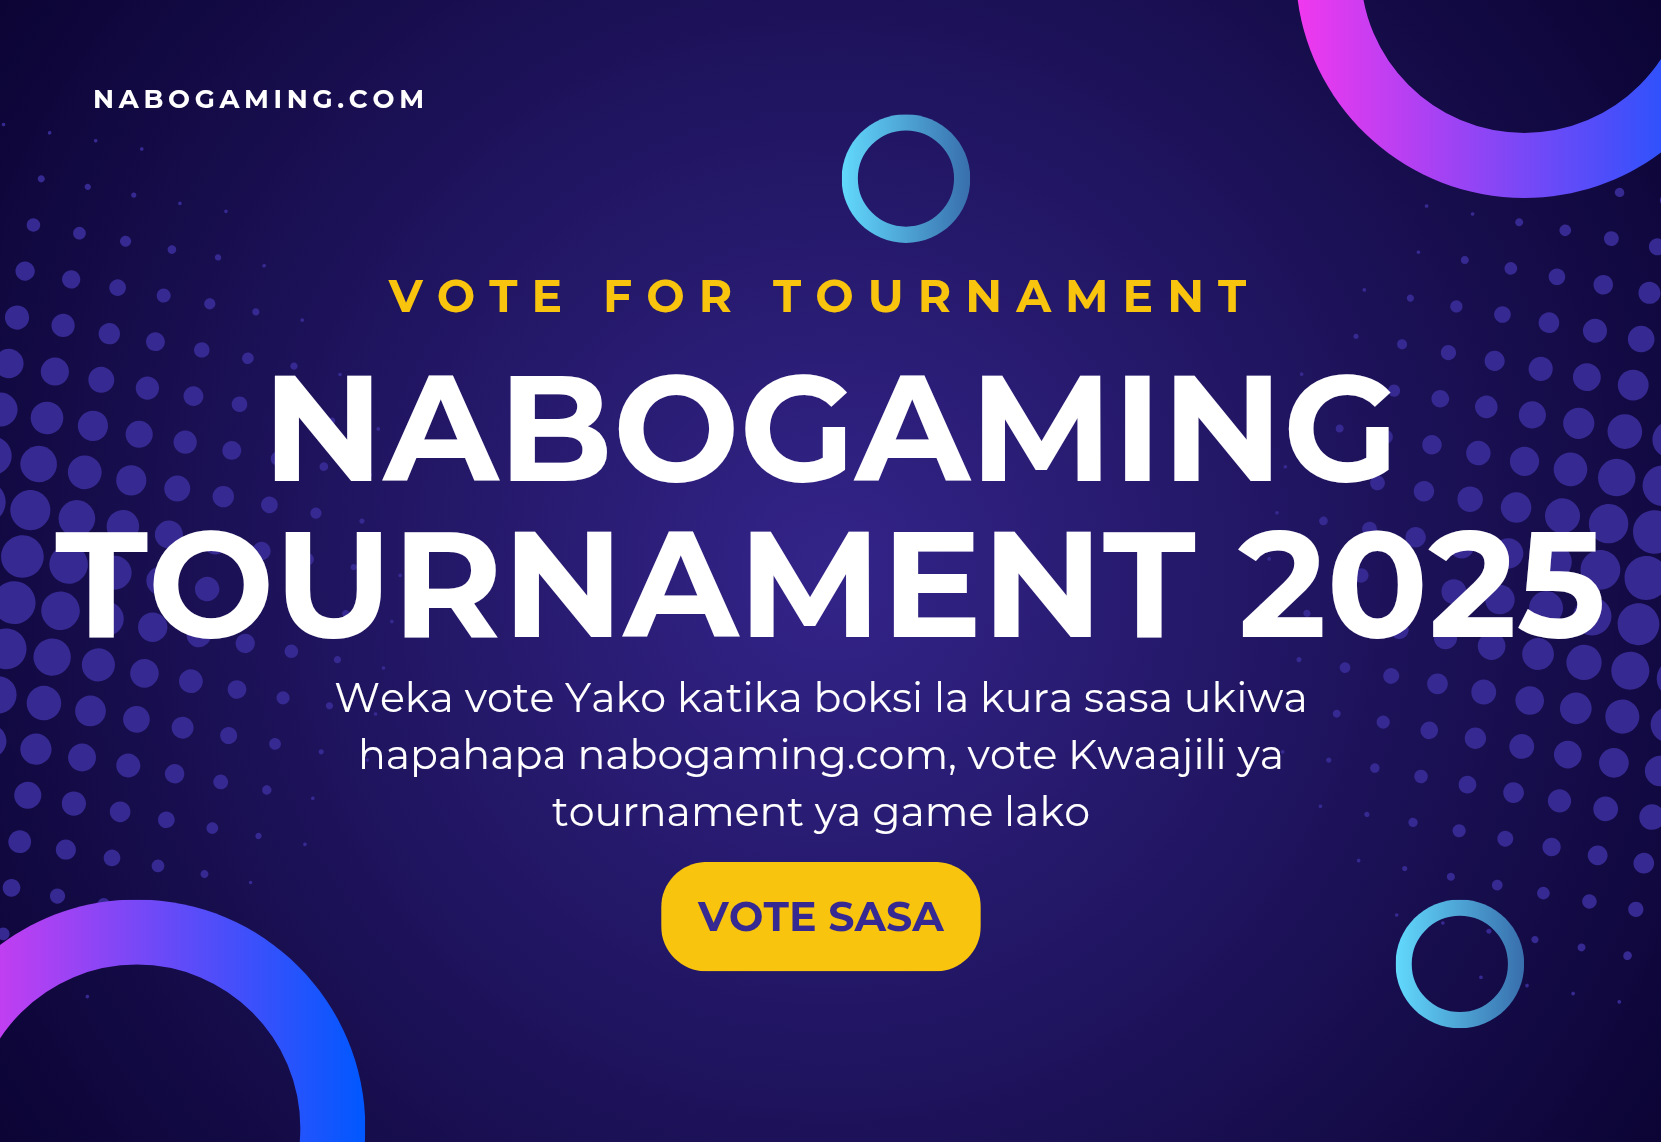 NABOGAMING.COM
VOTE FOR TOURNAMENT
NABOGAMING
TOURNAMENT 2025
Weka vote Yako katika boksi la kura sasa ukiwa
hapahapa nabogaming.com, vote Kwaajili ya
tournament ya game lako
VOTE SASA